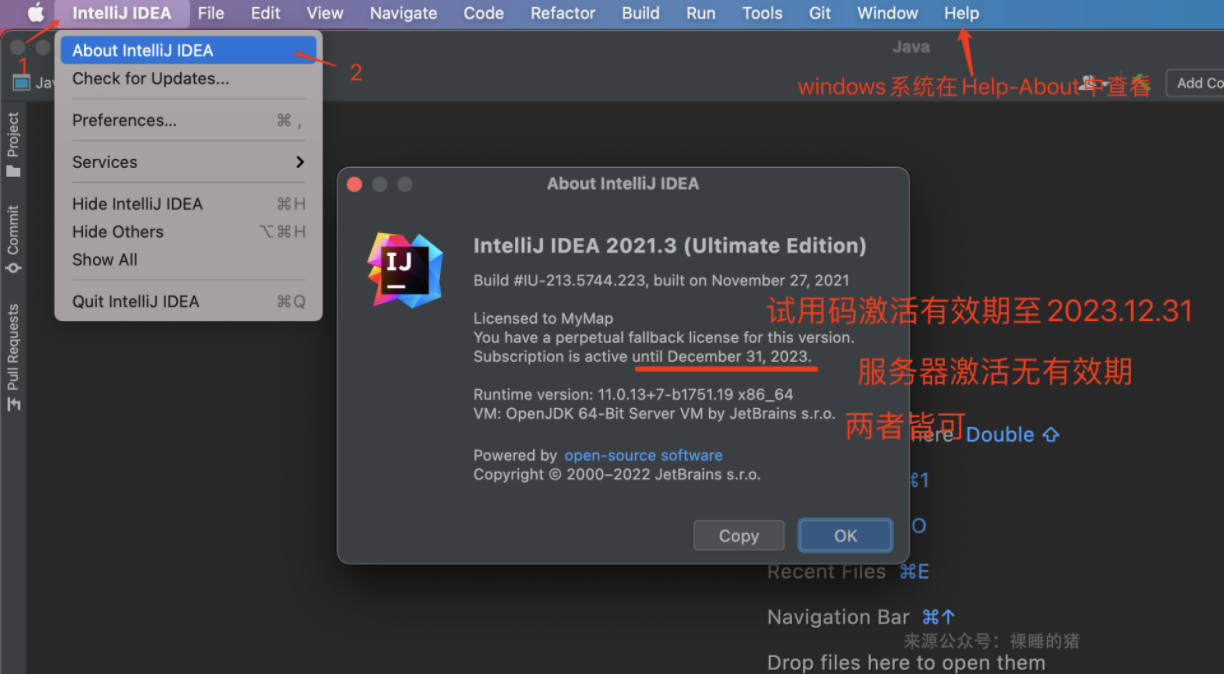 IntelliJ IDEA File Edit View Navigate Code Refactor Build Run Tools Git Window Help
About IntelliJ IDEA
1
2
Java
Check for Updates...
windows系统在Help-About中查看
Add Co
Preferences... ⌘ ,
Project
Services
Hide IntelliJ IDEA ⌘H
Commit
Hide Others ⌥⌘H
Show All
Quit IntelliJ IDEA ⌘Q
Pull Requests
About IntelliJ IDEA
IJ
IntelliJ IDEA 2021.3 (Ultimate Edition)
Build #IU-213.5744.223, built on November 27, 2021
试用码激活有效期至2023.12.31
Licensed to MyMap
You have a perpetual fallback license for this version.
Subscription is active until December 31, 2023.
服务器激活无有效期
Runtime version: 11.0.13+7-b1751.19 x86_64
VM: OpenJDK 64-Bit Server VM by JetBrains s.r.o.
两者皆可
Double ⇧
Powered by open-source software
Copyright © 2000–2022 JetBrains s.r.o.
⌘1
O
Copy OK
Recent Files ⌘E
Navigation Bar ⌘↑
来源公众号：裸睡的猪
Drop files here to open them